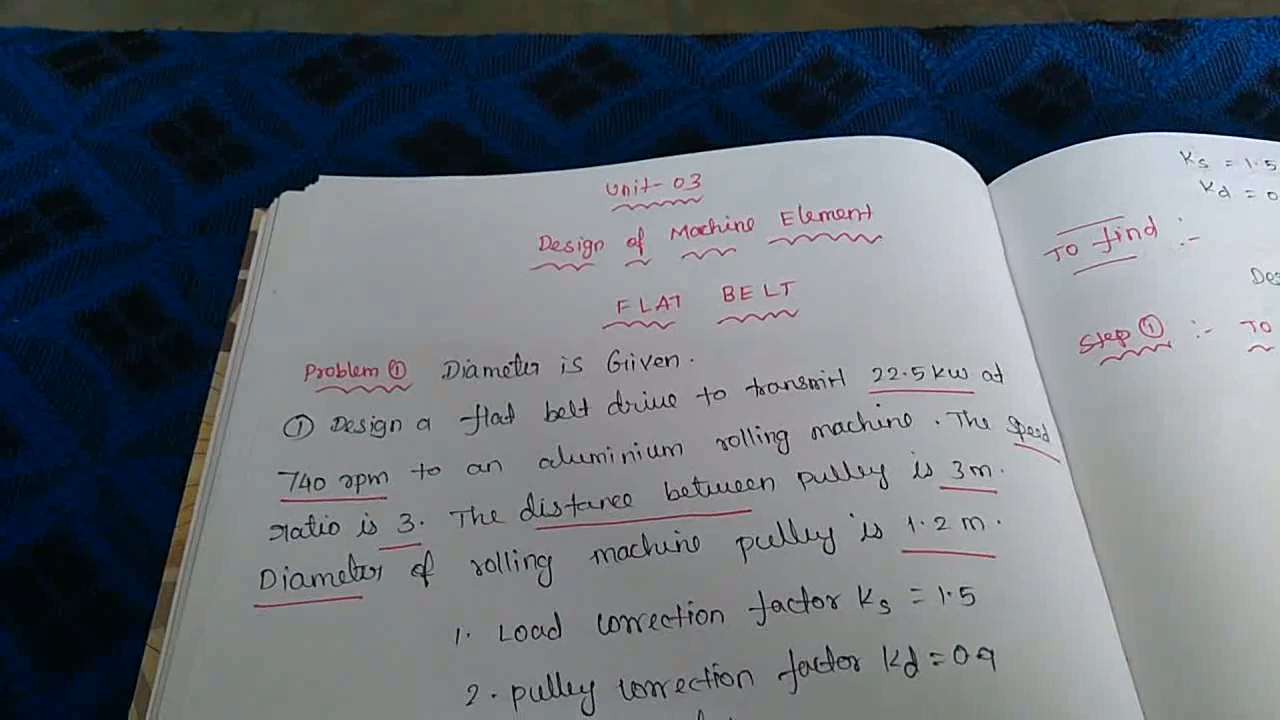 Unit-03
Design of Machine Element
FLAT BELT
Problem ① Diameter is Given.
① Design a flat belt drive to transmit 22.5 kW at
740 rpm to an aluminium rolling machine. The speed
ratio is 3. The distance between pulley is 3m.
Diameter of rolling machine pulley is 1.2 m.
1. Load correction factor Ks = 1.5
2. pulley correction factor Kd = 0.9
Ks = 1.5
Kd = 0
To find :-
Des
Step ① :- To